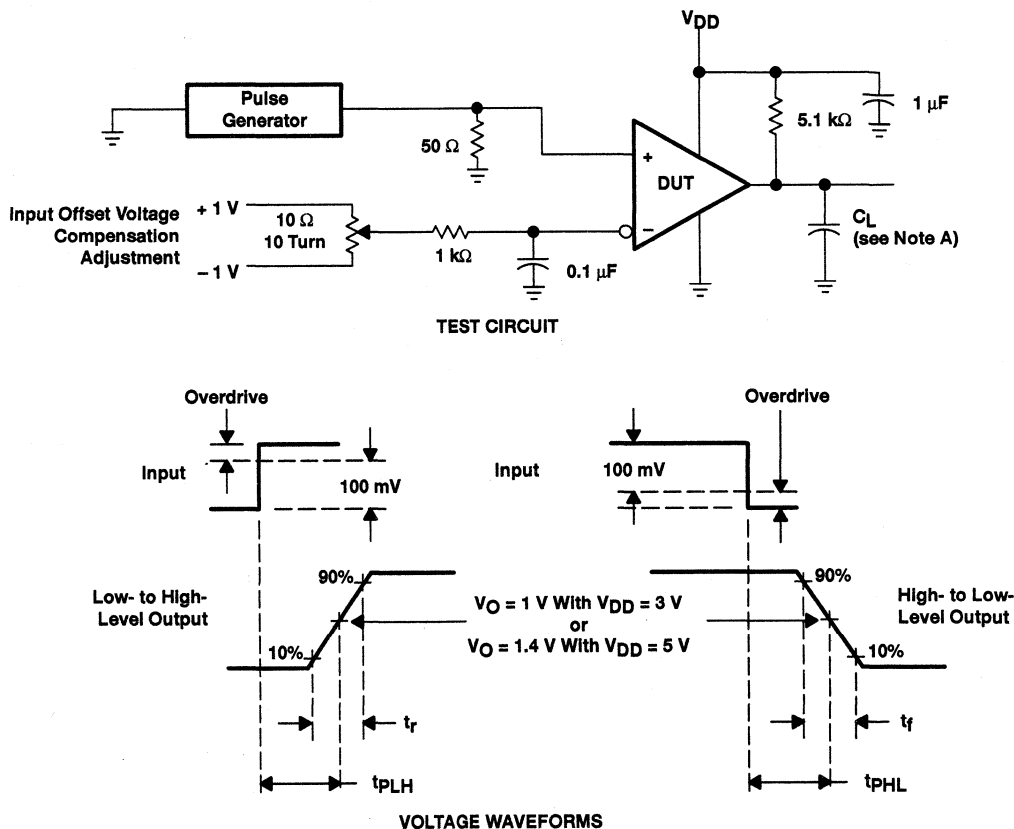 VDD
Pulse
Generator
50 Ω
5.1 kΩ
1 µF
+
DUT
−
Input Offset Voltage
Compensation
Adjustment
+ 1 V
10 Ω
10 Turn
– 1 V
1 kΩ
0.1 µF
CL
(see Note A)
TEST CIRCUIT
Overdrive
Input
100 mV
Overdrive
Input
100 mV
Low- to High-
Level Output
90%
10%
VO = 1 V With VDD = 3 V
or
VO = 1.4 V With VDD = 5 V
90%
10%
High- to Low-
Level Output
tr
tPLH
tf
tPHL
VOLTAGE WAVEFORMS